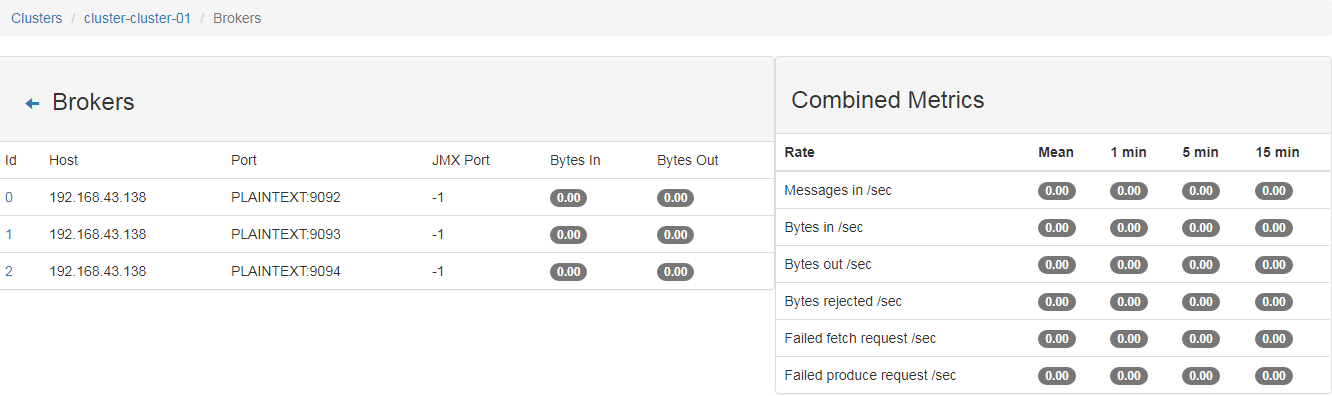 Clusters / cluster-cluster-01 / Brokers
Brokers
Id Host Port JMX Port Bytes In Bytes Out
0 192.168.43.138 PLAINTEXT:9092 -1 0.00 0.00
1 192.168.43.138 PLAINTEXT:9093 -1 0.00 0.00
2 192.168.43.138 PLAINTEXT:9094 -1 0.00 0.00
Combined Metrics
Rate Mean 1 min 5 min 15 min
Messages in /sec 0.00 0.00 0.00 0.00
Bytes in /sec 0.00 0.00 0.00 0.00
Bytes out /sec 0.00 0.00 0.00 0.00
Bytes rejected /sec 0.00 0.00 0.00 0.00
Failed fetch request /sec 0.00 0.00 0.00 0.00
Failed produce request /sec 0.00 0.00 0.00 0.00